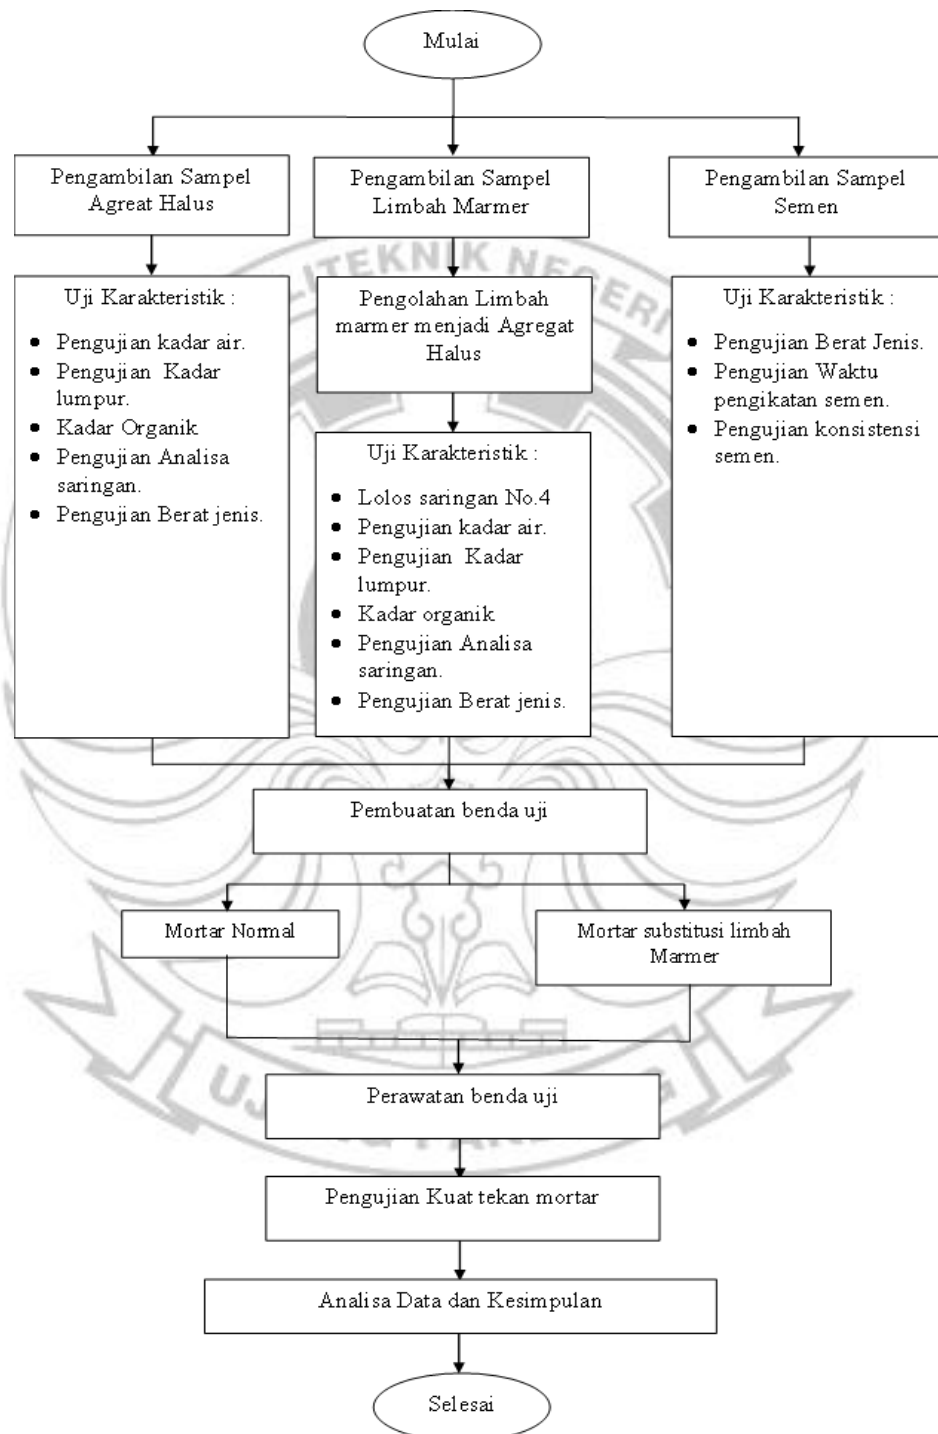 Mulai
Pengambilan Sampel
Agreat Halus
Pengambilan Sampel
Limbah Marmer
Pengambilan Sampel
Semen
Uji Karakteristik :
• Pengujian kadar air.
• Pengujian Kadar
lumpur.
• Kadar Organik
• Pengujian Analisa
saringan.
• Pengujian Berat jenis.
Pengolahan Limbah
marmer menjadi Agregat
Halus
Uji Karakteristik :
• Lolos saringan No.4
• Pengujian kadar air.
• Pengujian Kadar
lumpur.
• Kadar organik
• Pengujian Analisa
saringan.
• Pengujian Berat jenis.
Uji Karakteristik :
• Pengujian Berat Jenis.
• Pengujian Waktu
pengikatan semen.
• Pengujian konsistensi
semen.
Pembuatan benda uji
Mortar Normal
Mortar substitusi limbah
Marmer
Perawatan benda uji
Pengujian Kuat tekan mortar
Analisa Data dan Kesimpulan
Selesai